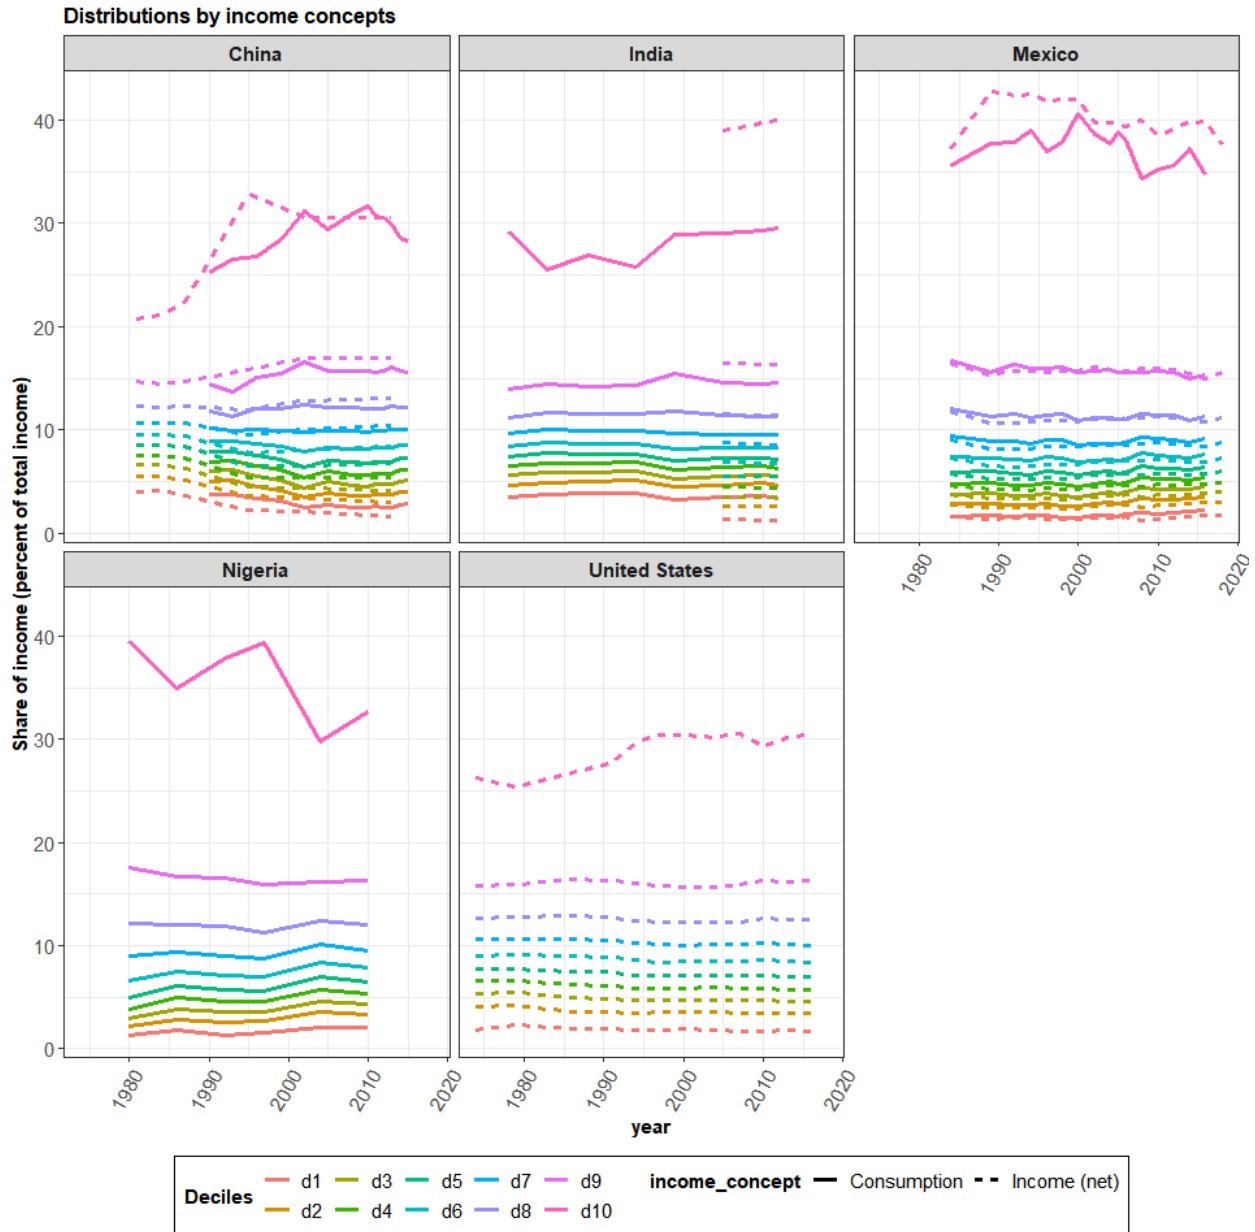 Distributions by income concepts
China India Mexico
40
30
20
10
0
1980 1990 2000 2010 2020
Nigeria United States
40
30
20
10
0
1980 1990 2000 2010 2020 1980 1990 2000 2010 2020
Share of income (percent of total income)
year
Deciles d1 d3 d5 d7 d9 income_concept Consumption Income (net)
d2 d4 d6 d8 d10